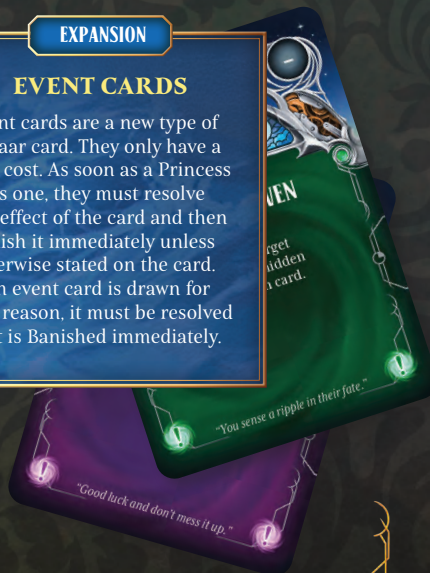 EXPANSION
EVENT CARDS
nt cards are a new type of
aar card. They only have a
cost. As soon as a Princess
s one, they must resolve
effect of the card and then
ish it immediately unless
erwise stated on the card.
n event card is drawn for
reason, it must be resolved
t is Banished immediately.
-
VEN
rget
idden
n card.
"You sense a ripple in their fate."
"Good luck and don't mess it up."